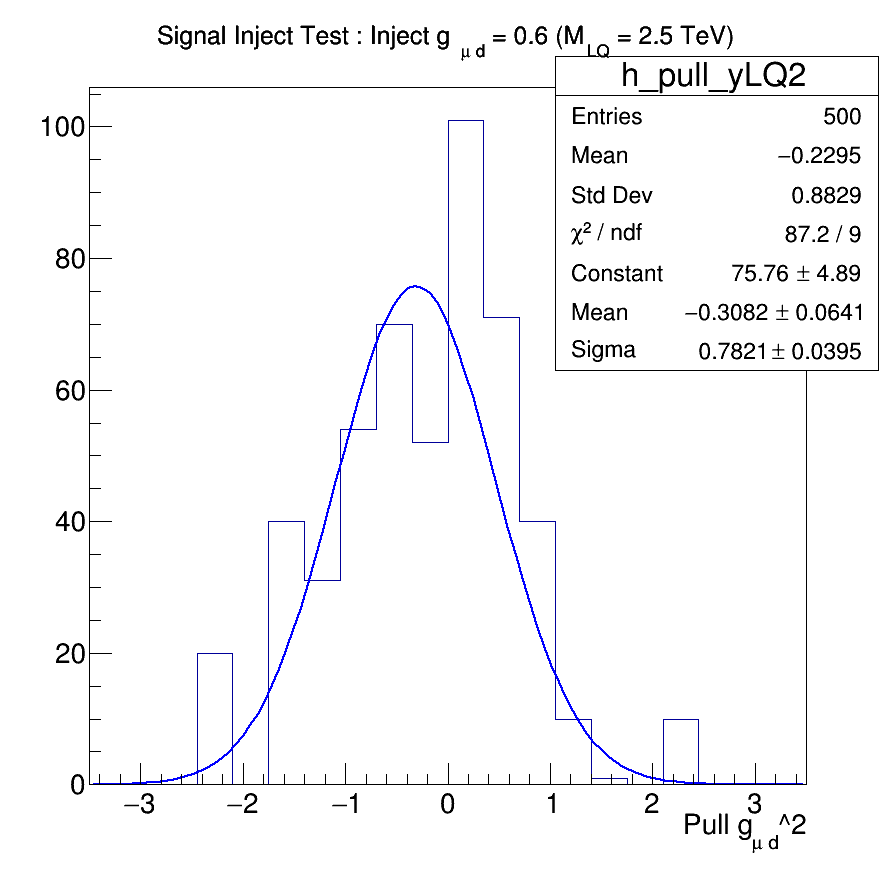 Signal Inject Test : Inject g μ d = 0.6 (M LQ = 2.5 TeV)
h_pull_yLQ2
Entries 500
Mean −0.2295
Std Dev 0.8829
χ² / ndf 87.2 / 9
Constant 75.76 ± 4.89
Mean −0.3082 ± 0.0641
Sigma 0.7821 ± 0.0395
100
80
60
40
20
0
−3 −2 −1 0 1 2 3
Pull g μ d ^2